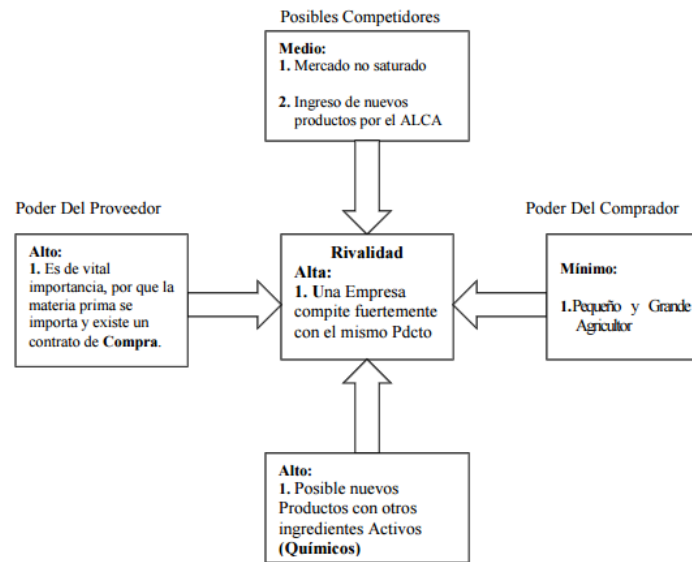 Posibles Competidores
Medio:
1. Mercado no saturado
2. Ingreso de nuevos
productos por el ALCA
Poder Del Proveedor
Alto:
1. Es de vital
importancia, por que la
materia prima se
importa y existe un
contrato de Compra.
Rivalidad
Alta:
1. Una Empresa
compite fuertemente
con el mismo Pdcto
Poder Del Comprador
Mínimo:
1.Pequeño y Grande
Agricultor
Alto:
1. Posible nuevos
Productos con otros
ingredientes Activos
(Químicos)